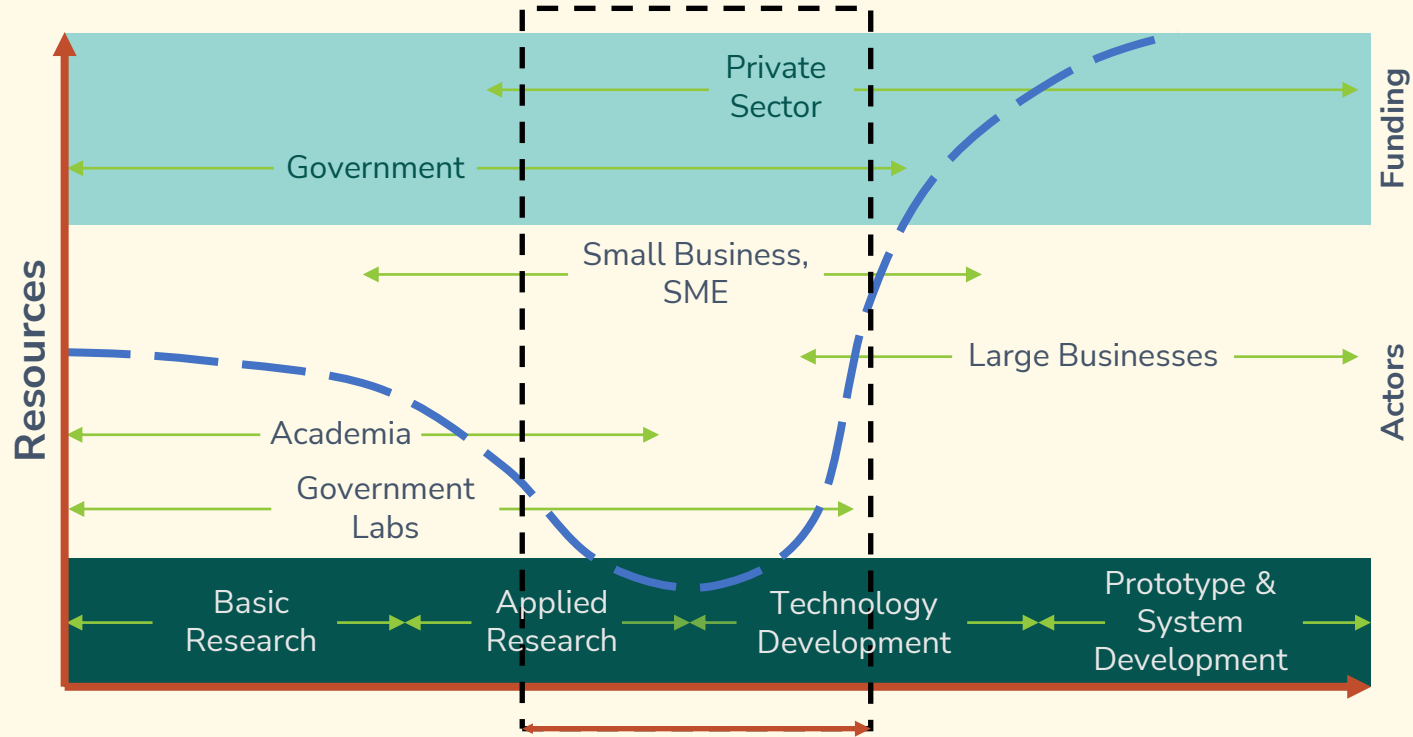 Private
Sector
Government
Funding
Small Business,
SME
Large Businesses
Resources
Academia
Actors
Government
Labs
Basic
Research
Applied
Research
Technology
Development
Prototype &
System
Development